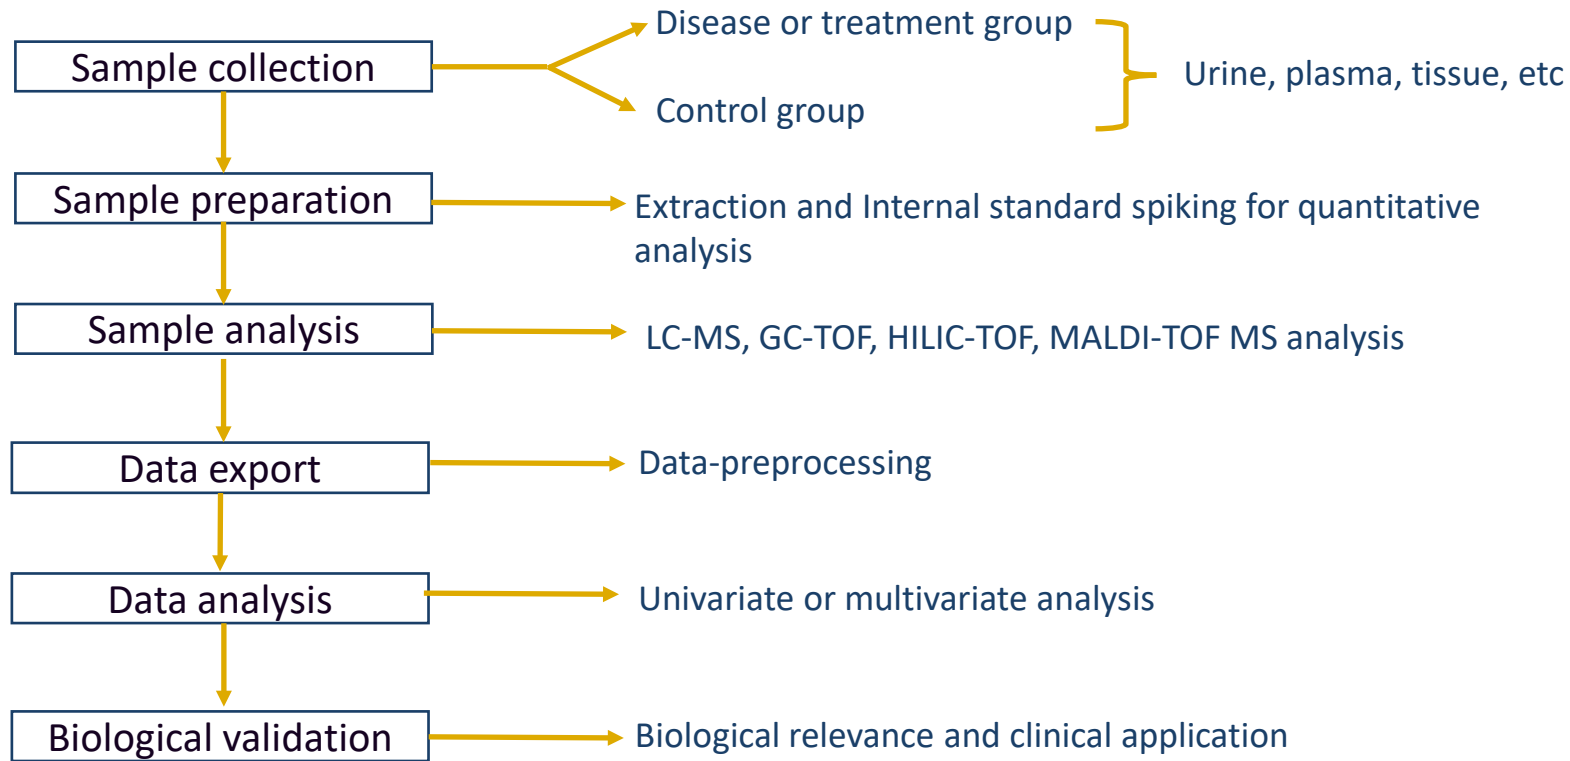 Sample collection
Disease or treatment group
Control group
Urine, plasma, tissue, etc
Sample preparation
Extraction and Internal standard spiking for quantitative
analysis
Sample analysis
LC-MS, GC-TOF, HILIC-TOF, MALDI-TOF MS analysis
Data export
Data-preprocessing
Data analysis
Univariate or multivariate analysis
Biological validation
Biological relevance and clinical application